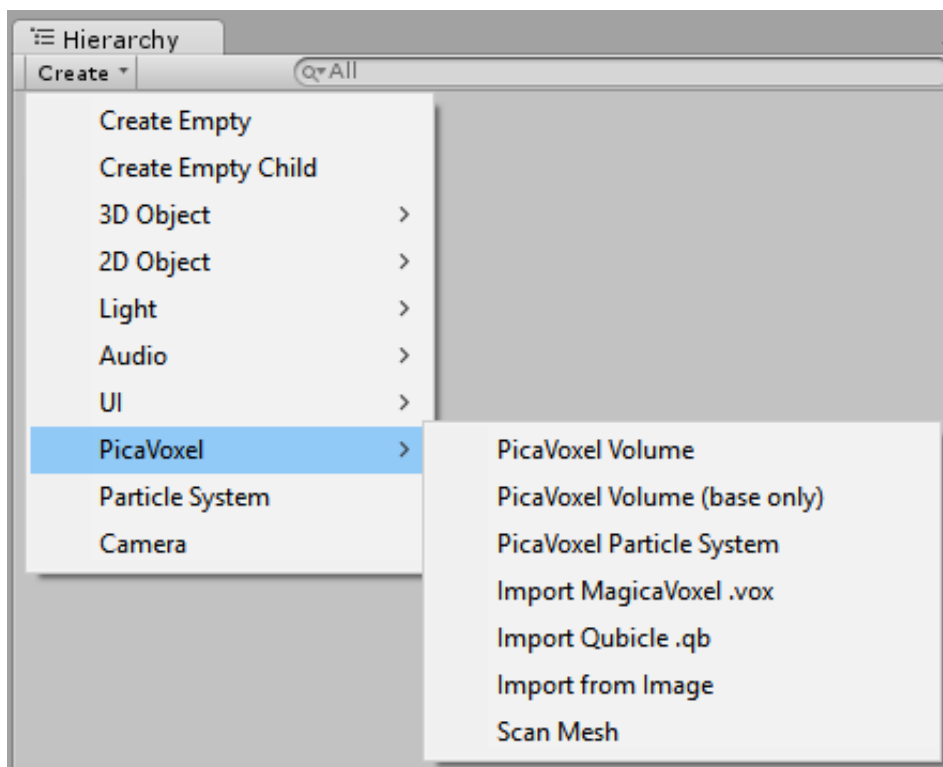 Hierarchy
Create
All
Create Empty
Create Empty Child
3D Object
2D Object
Light
Audio
UI
PicaVoxel
Particle System
Camera
PicaVoxel Volume
PicaVoxel Volume (base only)
PicaVoxel Particle System
Import MagicaVoxel .vox
Import Qubicle .qb
Import from Image
Scan Mesh